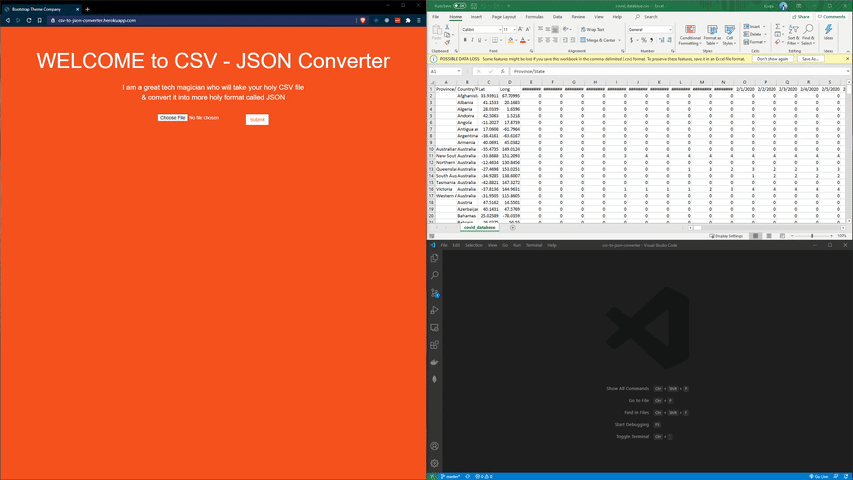 Bootstrap Theme Company
csv-to-json-converter.herokuapp.com
WELCOME to CSV - JSON Converter
I am a great tech magician who will take your holy CSV file
& convert it into more holy format called JSON
Choose File No file chosen
Submit
AutoSave
covid_database.csv - Excel
File Home Insert Page Layout Formulas Data Review View Help Search
Share Comments
Calibri 11 Wrap Text General Insert
Merge & Center Delete
Conditional Format as Cell Sort & Find &
Formatting Table Styles Format Filter Select
Clipboard Font Alignment Number Styles Cells Editing
POSSIBLE DATA LOSS Some features might be lost if you save this workbook in the comma-delimited (.csv) format. To preserve these features, save it in an Excel file format. Don't show again Save As...
A1 Province/State
A B C D E F G H I J K L M N O P Q R S
1 Province/ Country/F Lat Long ######## ######## ######## ######## ######## ######## ######## ######## ######## ######## 2/1/2020 2/2/2020 2/3/2020 2/4/2020 2/5/2020
2 Afghanist 33.93911 67.70995 0 0 0 0 0 0 0 0 0 0 0 0 0 0 0
3 Albania 41.1533 20.1683 0 0 0 0 0 0 0 0 0 0 0 0 0 0 0
4 Algeria 28.0339 1.6596 0 0 0 0 0 0 0 0 0 0 0 0 0 0 0
5 Andorra 42.5063 1.5218 0 0 0 0 0 0 0 0 0 0 0 0 0 0 0
6 Angola -11.2027 17.8739 0 0 0 0 0 0 0 0 0 0 0 0 0 0 0
7 Antigua at 17.0608 -61.7964 0 0 0 0 0 0 0 0 0 0 0 0 0 0 0
8 Argentina -38.4161 -63.6167 0 0 0 0 0 0 0 0 0 0 0 0 0 0 0
9 Armenia 40.0691 45.0382 0 0 0 0 0 0 0 0 0 0 0 0 0 0 0
10 Australian Australia -35.4735 149.0124 0 0 0 0 0 0 0 0 0 0 0 0 0 0 0
11 New Sout Australia -33.8688 151.2093 0 0 0 0 3 4 4 4 4 4 4 4 4 4 4
12 Northern Australia -12.4634 130.8456 0 0 0 0 0 0 0 0 0 0 0 0 0 0 0
13 Queensla Australia -27.4698 153.0251 0 0 0 0 0 0 0 1 3 2 3 2 2 3 3
14 South Aus Australia -34.9285 138.6007 0 0 0 0 0 0 0 0 0 0 1 2 2 2 2
15 Tasmania Australia -42.8821 147.3272 0 0 0 0 0 0 0 0 0 0 0 0 0 0 0
16 Victoria Australia -37.8136 144.9631 0 0 0 0 1 1 1 1 2 3 4 4 4 4 4
17 Western A Australia -31.9505 115.8605 0 0 0 0 0 0 0 0 0 0 0 0 0 0 0
18 Austria 47.5162 14.5501 0 0 0 0 0 0 0 0 0 0 0 0 0 0 0
19 Azerbaijan 40.1431 47.5769 0 0 0 0 0 0 0 0 0 0 0 0 0 0 0
20 Bahamas 25.02589 -78.0359 0 0 0 0 0 0 0 0 0 0 0 0 0 0 0
covid_database
Display Settings 100%
File Edit Selection View Go Run Terminal Help csv-to-json-converter - Visual Studio Code
Show All Commands Ctrl + Shift + P
Go to File Ctrl + P
Find in Files Ctrl + Shift + F
Start Debugging F5
Toggle Terminal Ctrl + `
master* 0 0 Go Live